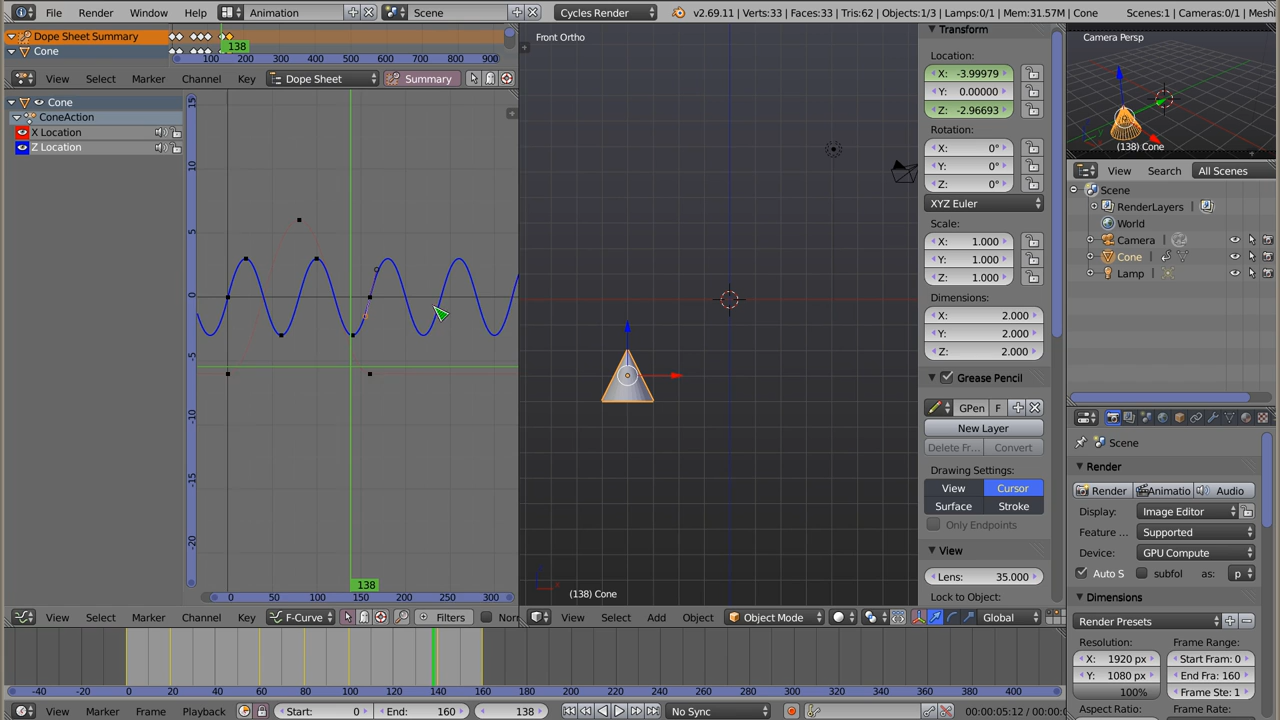 File Render Window Help Animation Scene Cycles Render v2.69.11 | Verts:33 | Faces:33 | Tris:62 | Objects:1/3 | Lamps:0/1 | Mem:31.57M | Cone Scenes:1 | Camera:0/1 |
Dope Sheet Summary
138
Cone
100 200 300 400 500 600 700 800 900
View Select Marker Channel Key Dope Sheet Summary
Cone
ConeAction
X Location
Z Location
15
10
5
0
-5
-10
-15
-20
138
0 50 100 150 200 250 300
View Select Marker Channel Key F-Curve Filters Norr
Front Ortho
(138) Cone
View Select Add Object Object Mode Global
Transform
Location:
X: -3.99979
Y: 0.00000
Z: -2.96693
Rotation:
X: 0°
Y: 0°
Z: 0°
XYZ Euler
Scale:
X: 1.000
Y: 1.000
Z: 1.000
Dimensions:
X: 2.000
Y: 2.000
Z: 2.000
Grease Pencil
GPen F
New Layer
Delete Fr... Convert
Drawing Settings:
View Cursor
Surface Stroke
Only Endpoints
View
Lens: 35.000
Lock to Object:
Camera Persp
(138) Cone
View Search All Scenes
Scene
RenderLayers
World
Camera
Cone
Lamp
Scene
Render
Render Animatio Audio
Display: Image Editor
Feature ... Supported
Device: GPU Compute
Auto S subfol as: p
Dimensions
Render Presets
Resolution: Frame Range:
X: 1920 px Start Fram: 0
Y: 1080 px End Fra: 160
100% Frame Ste: 1
Aspect Ratio:
-40 -20 0 20 40 60 80 100 120 140 160 180 200 220 240 260 280 300 320 340 360 380 400
View Marker Frame Playback Start: 0 End: 160 138 No Sync 00:00:05:12 / 00:00:0